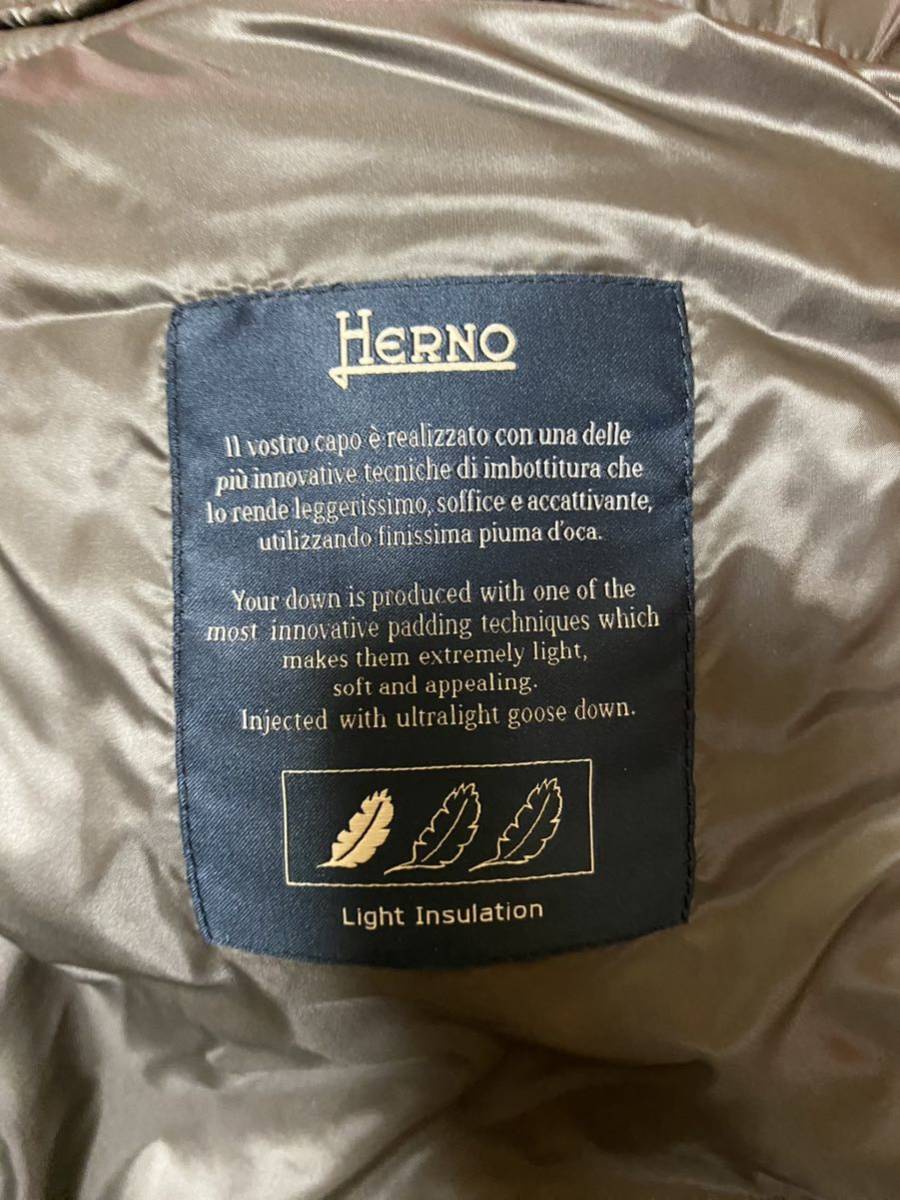 HERNO
Il vostro capo è realizzato con una delle
più innovative tecniche di imbottitura che
lo rende leggerissimo, soffice e accattivante,
utilizzando finissima piuma d'oca.
Your down is produced with one of the
most innovative padding techniques which
makes them extremely light,
soft and appealing.
Injected with ultralight goose down.
Light Insulation